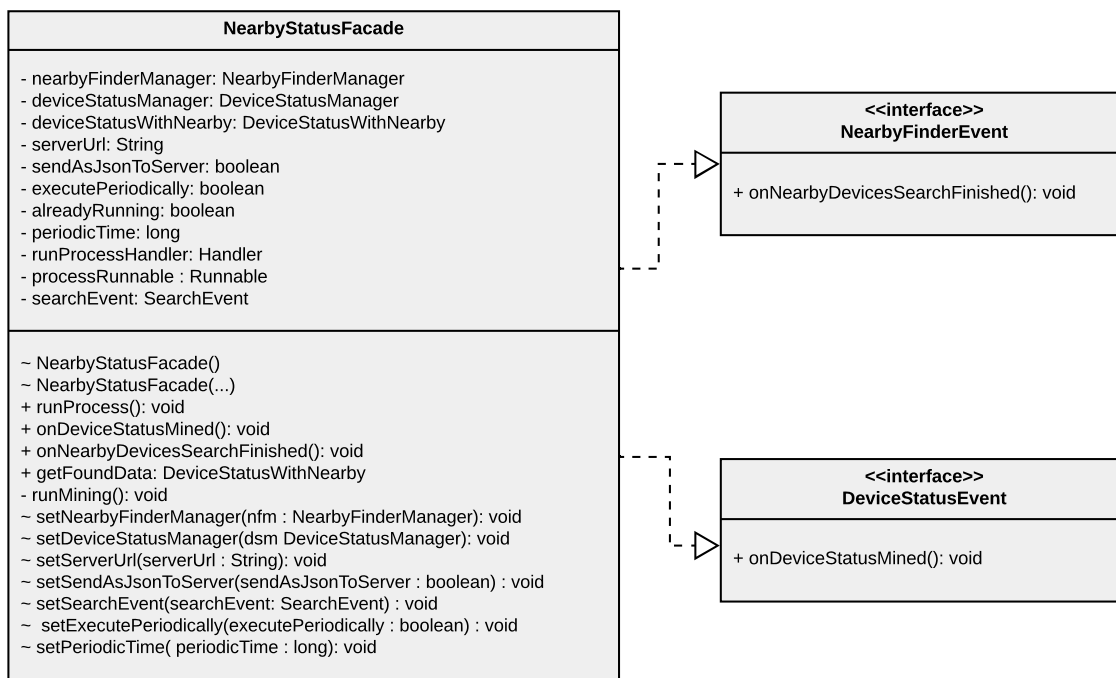 NearbyStatusFacade
- nearbyFinderManager: NearbyFinderManager
- deviceStatusManager: DeviceStatusManager
- deviceStatusWithNearby: DeviceStatusWithNearby
- serverUrl: String
- sendAsJsonToServer: boolean
- executePeriodically: boolean
- alreadyRunning: boolean
- periodicTime: long
- runProcessHandler: Handler
- processRunnable : Runnable
- searchEvent: SearchEvent
~ NearbyStatusFacade()
~ NearbyStatusFacade(...)
+ runProcess(): void
+ onDeviceStatusMined(): void
+ onNearbyDevicesSearchFinished(): void
+ getFoundData: DeviceStatusWithNearby
- runMining(): void
~ setNearbyFinderManager(nfm : NearbyFinderManager): void
~ setDeviceStatusManager(dsm DeviceStatusManager): void
~ setServerUrl(serverUrl : String): void
~ setSendAsJsonToServer(sendAsJsonToServer : boolean) : void
~ setSearchEvent(searchEvent: SearchEvent) : void
~  setExecutePeriodically(executePeriodically : boolean) : void
~ setPeriodicTime( periodicTime : long): void
<<interface>>
NearbyFinderEvent
+ onNearbyDevicesSearchFinished(): void
<<interface>>
DeviceStatusEvent
+ onDeviceStatusMined(): void